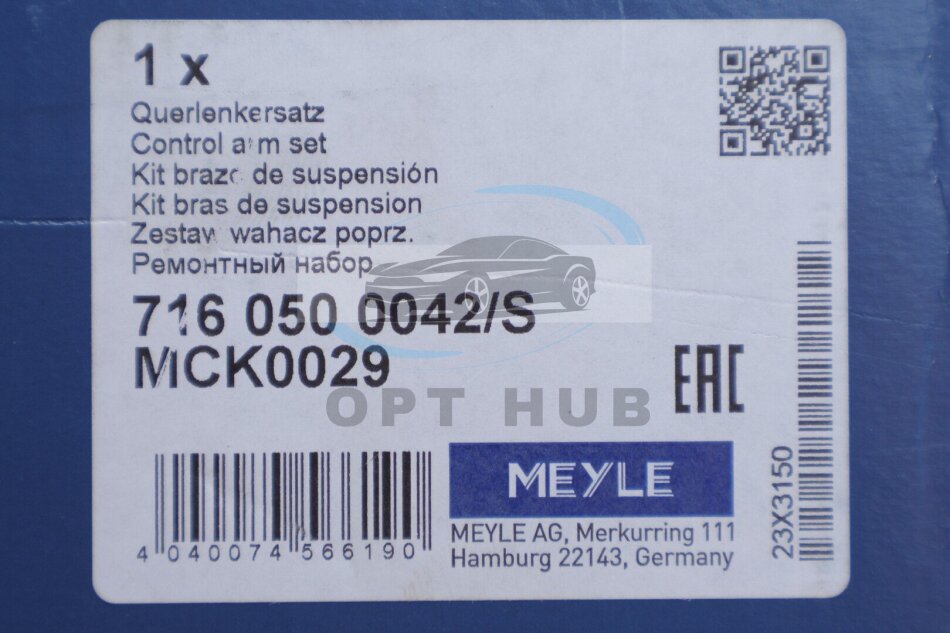 1 x
Querlenkersatz
Control arm set
Kit brazo de suspensión
Kit bras de suspension
Zestaw wahacz poprz.
Ремонтный набор
716 050 0042/S
MCK0029
OPT HUB
EAC
MEYLE
MEYLE AG, Merkurring 111
Hamburg 22143, Germany
4 040074 566190
23X3150